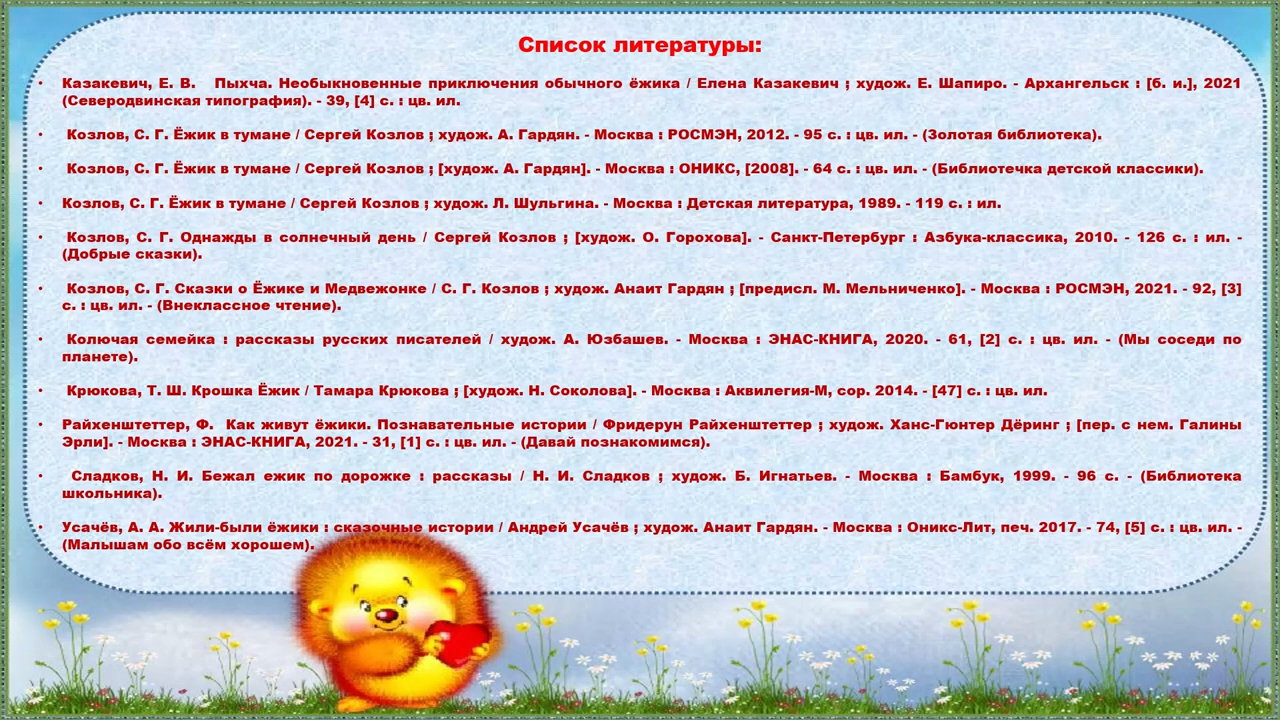 Список литературы:
• Казакевич, Е. В. Пыхча. Необыкновенные приключения обычного ёжика / Елена Казакевич ; худож. Е. Шапиро. - Архангельск : [б. и.], 2021
(Северодвинская типография). - 39, [4] с. : цв. ил.
• Козлов, С. Г. Ёжик в тумане / Сергей Козлов ; худож. А. Гардян. - Москва : РОСМЭН, 2012. - 95 с. : цв. ил. - (Золотая библиотека).
• Козлов, С. Г. Ёжик в тумане / Сергей Козлов ; [худож. А. Гардян]. - Москва : ОНИКС, [2008]. - 64 с. : цв. ил. - (Библиотечка детской классики).
• Козлов, С. Г. Ёжик в тумане / Сергей Козлов ; худож. Л. Шульгина. - Москва : Детская литература, 1989. - 119 с. : ил.
• Козлов, С. Г. Однажды в солнечный день / Сергей Козлов ; [худож. О. Горохова]. - Санкт-Петербург : Азбука-классика, 2010. - 126 с. : ил. -
(Добрые сказки).
• Козлов, С. Г. Сказки о Ёжике и Медвежонке / С. Г. Козлов ; худож. Анаит Гардян ; [предисл. М. Мельниченко]. - Москва : РОСМЭН, 2021. - 92, [3]
с. : цв. ил. - (Внеклассное чтение).
• Колючая семейка : рассказы русских писателей / худож. А. Юзбашев. - Москва : ЭНАС-КНИГА, 2020. - 61, [2] с. : цв. ил. - (Мы соседи по
планете).
• Крюкова, Т. Ш. Крошка Ёжик / Тамара Крюкова ; [худож. Н. Соколова]. - Москва : Аквилегия-М, сор. 2014. - [47] с. : цв. ил.
• Райхенштеттер, Ф. Как живут ёжики. Познавательные истории / Фридерун Райхенштеттер ; худож. Ханс-Гюнтер Дёринг ; [пер. с нем. Галины
Эрли]. - Москва : ЭНАС-КНИГА, 2021. - 31, [1] с. : цв. ил. - (Давай познакомимся).
• Сладков, Н. И. Бежал ежик по дорожке : рассказы / Н. И. Сладков ; худож. Б. Игнатьев. - Москва : Бамбук, 1999. - 96 с. - (Библиотека
школьника).
• Усачёв, А. А. Жили-были ёжики : сказочные истории / Андрей Усачёв ; худож. Анаит Гардян. - Москва : Оникс-Лит, печ. 2017. - 74, [5] с. : цв. ил. -
(Малышам обо всём хорошем).